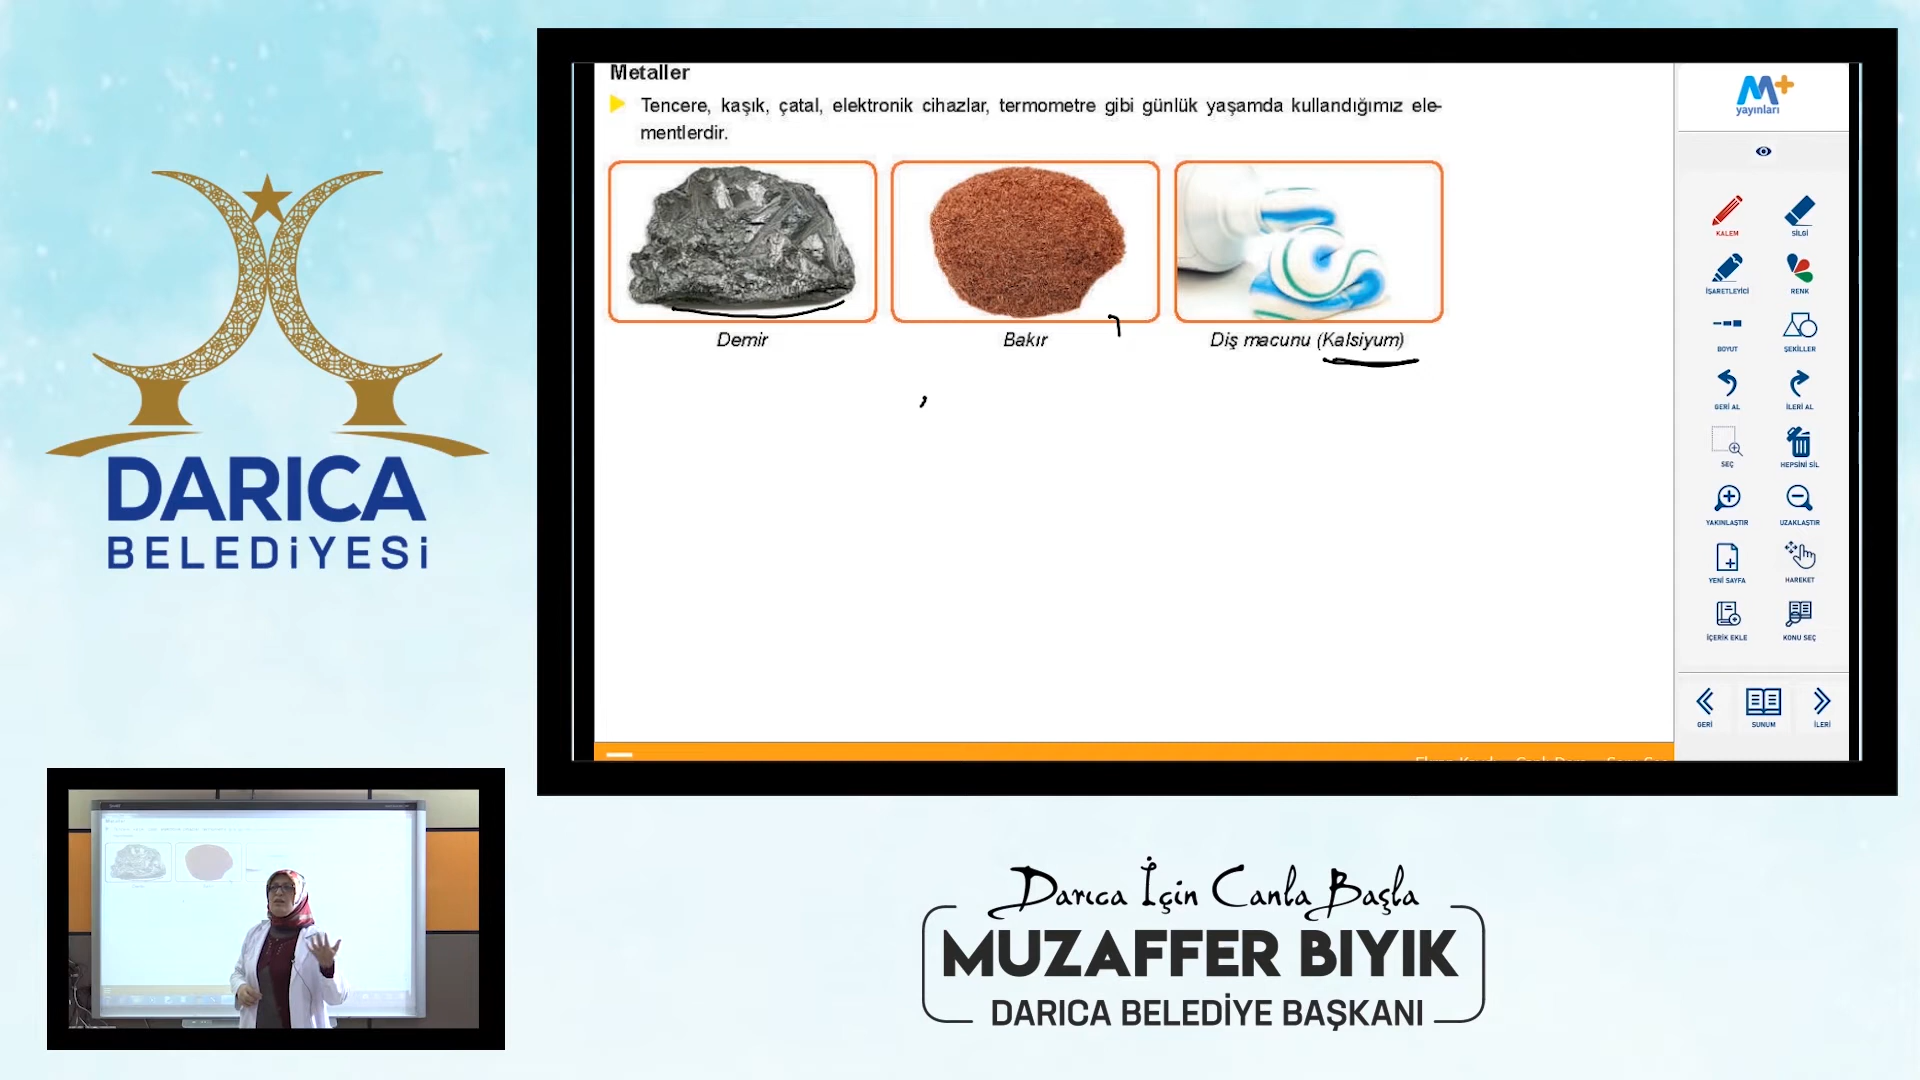 DARICA
BELEDİYESİ
Metaller
Tencere, kaşık, çatal, elektronik cihazlar, termometre gibi günlük yaşamda kullandığımız ele-
mentlerdir.
Demir
Bakır
Diş macunu (Kalsiyum)
M+
yayınları
KALEM
SİLGİ
İŞARETLEYİCİ
RENK
BOYUT
ŞEKİLLER
GERİ AL
İLERİ AL
SEÇ
HEPSİNİ SİL
YAKINLAŞTIR
UZAKLAŞTIR
YENİ SAYFA
HAREKET
İÇERİK EKLE
KONU SEÇ
GERİ
SUNUM
İLERİ
Darıca İçin Canla Başla
MUZAFFER BIYIK
DARICA BELEDİYE BAŞKANI